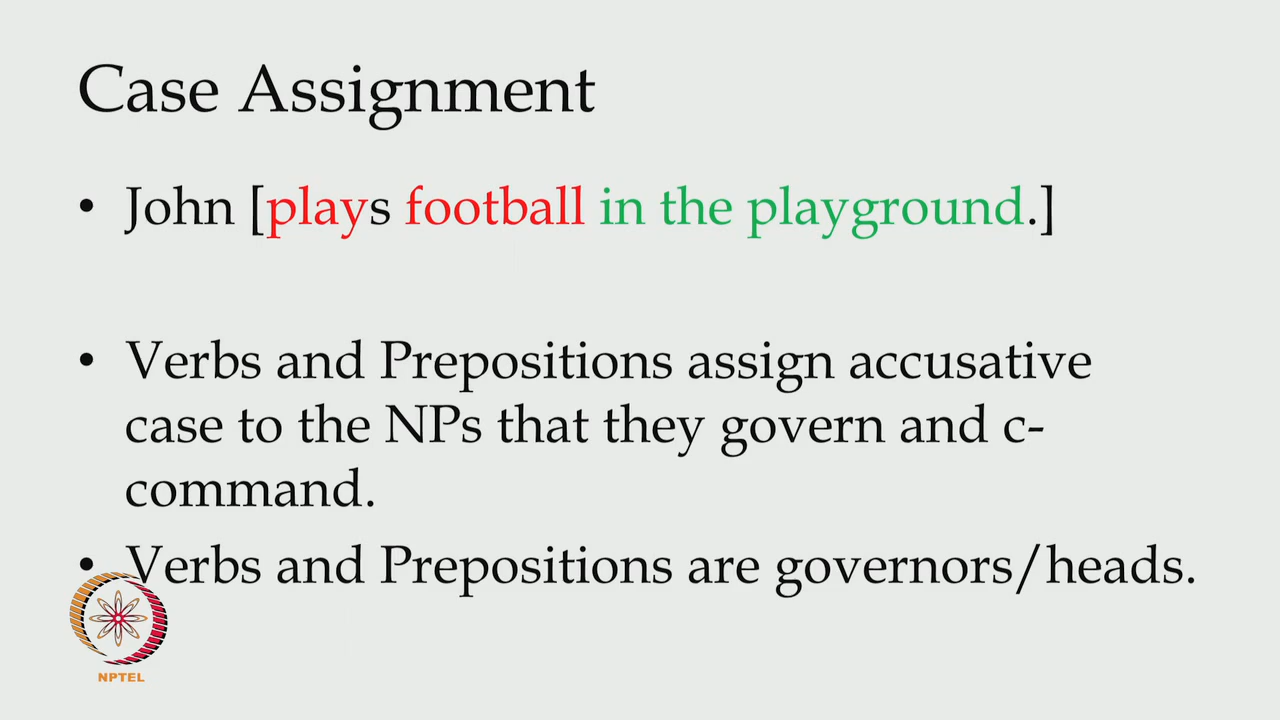 Case Assignment
• John [plays football in the playground.]
• Verbs and Prepositions assign accusative
case to the NPs that they govern and c-
command.
• Verbs and Prepositions are governors/heads.
NPTEL